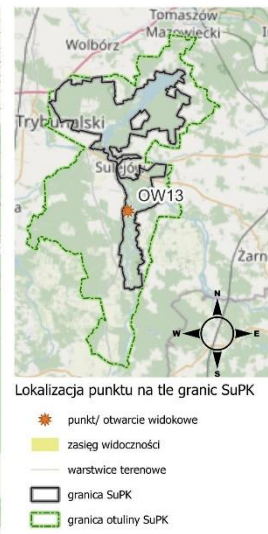 Tomaszów
Mazowiecki
Wolbórz
Trybunalski
Sulejów
OW13
Żarn
N
W E
S
Lokalizacja punktu na tle granic SuPK
punkt/ otwarcie widokowe
zasięg widoczności
warstwice terenowe
granica SuPK
granica otuliny SuPK